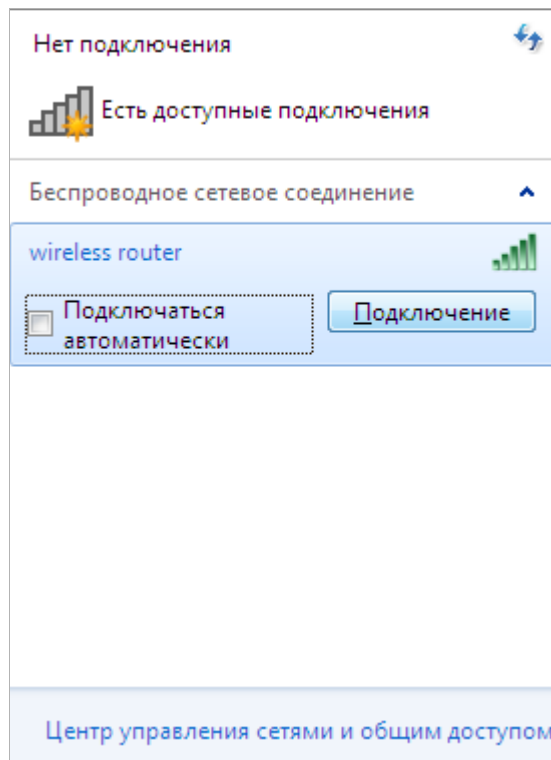 Нет подключения
Есть доступные подключения
Беспроводное сетевое соединение
wireless router
Подключаться
автоматически
Подключение
Центр управления сетями и общим доступом